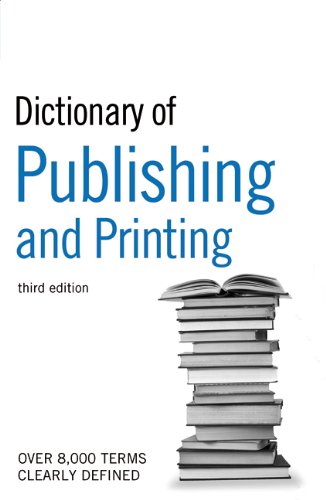 Dictionary of
Publishing
and Printing
third edition
OVER 8,000 TERMS
CLEARLY DEFINED